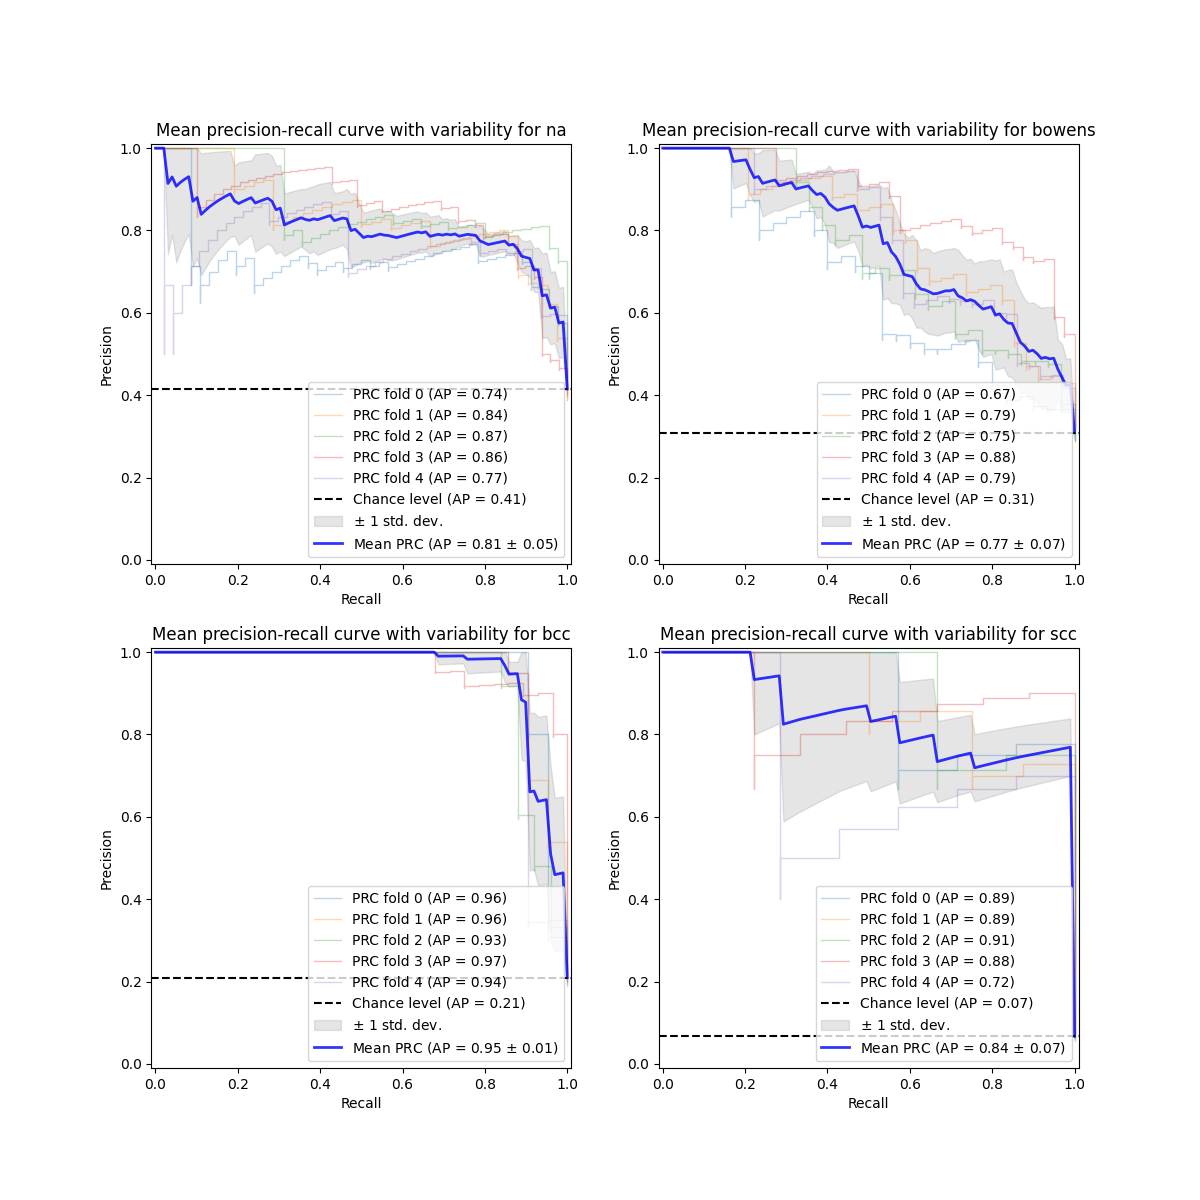 Mean precision-recall curve with variability for na
1.0
0.8
0.6
0.4
0.2
0.0
Precision
0.0 0.2 0.4 0.6 0.8 1.0
Recall
PRC fold 0 (AP = 0.74)
PRC fold 1 (AP = 0.84)
PRC fold 2 (AP = 0.87)
PRC fold 3 (AP = 0.86)
PRC fold 4 (AP = 0.77)
Chance level (AP = 0.41)
± 1 std. dev.
Mean PRC (AP = 0.81 ± 0.05)
Mean precision-recall curve with variability for bowens
1.0
0.8
0.6
0.4
0.2
0.0
Precision
0.0 0.2 0.4 0.6 0.8 1.0
Recall
PRC fold 0 (AP = 0.67)
PRC fold 1 (AP = 0.79)
PRC fold 2 (AP = 0.75)
PRC fold 3 (AP = 0.88)
PRC fold 4 (AP = 0.79)
Chance level (AP = 0.31)
± 1 std. dev.
Mean PRC (AP = 0.77 ± 0.07)
Mean precision-recall curve with variability for bcc
1.0
0.8
0.6
0.4
0.2
0.0
Precision
0.0 0.2 0.4 0.6 0.8 1.0
Recall
PRC fold 0 (AP = 0.96)
PRC fold 1 (AP = 0.96)
PRC fold 2 (AP = 0.93)
PRC fold 3 (AP = 0.97)
PRC fold 4 (AP = 0.94)
Chance level (AP = 0.21)
± 1 std. dev.
Mean PRC (AP = 0.95 ± 0.01)
Mean precision-recall curve with variability for scc
1.0
0.8
0.6
0.4
0.2
0.0
Precision
0.0 0.2 0.4 0.6 0.8 1.0
Recall
PRC fold 0 (AP = 0.89)
PRC fold 1 (AP = 0.89)
PRC fold 2 (AP = 0.91)
PRC fold 3 (AP = 0.88)
PRC fold 4 (AP = 0.72)
Chance level (AP = 0.07)
± 1 std. dev.
Mean PRC (AP = 0.84 ± 0.07)